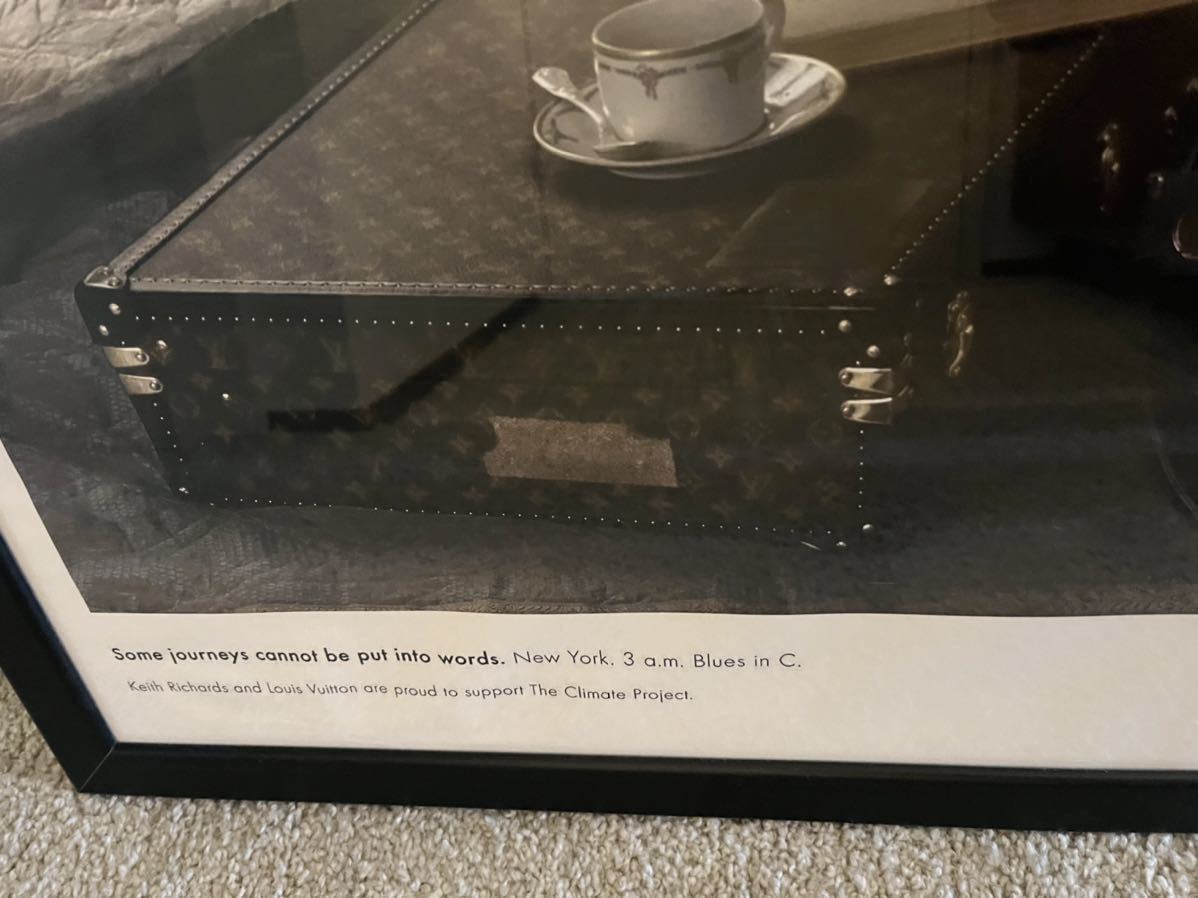 Some journeys cannot be put into words. New York. 3 a.m. Blues in C.
Keith Richards and Louis Vuitton are proud to support The Climate Project.